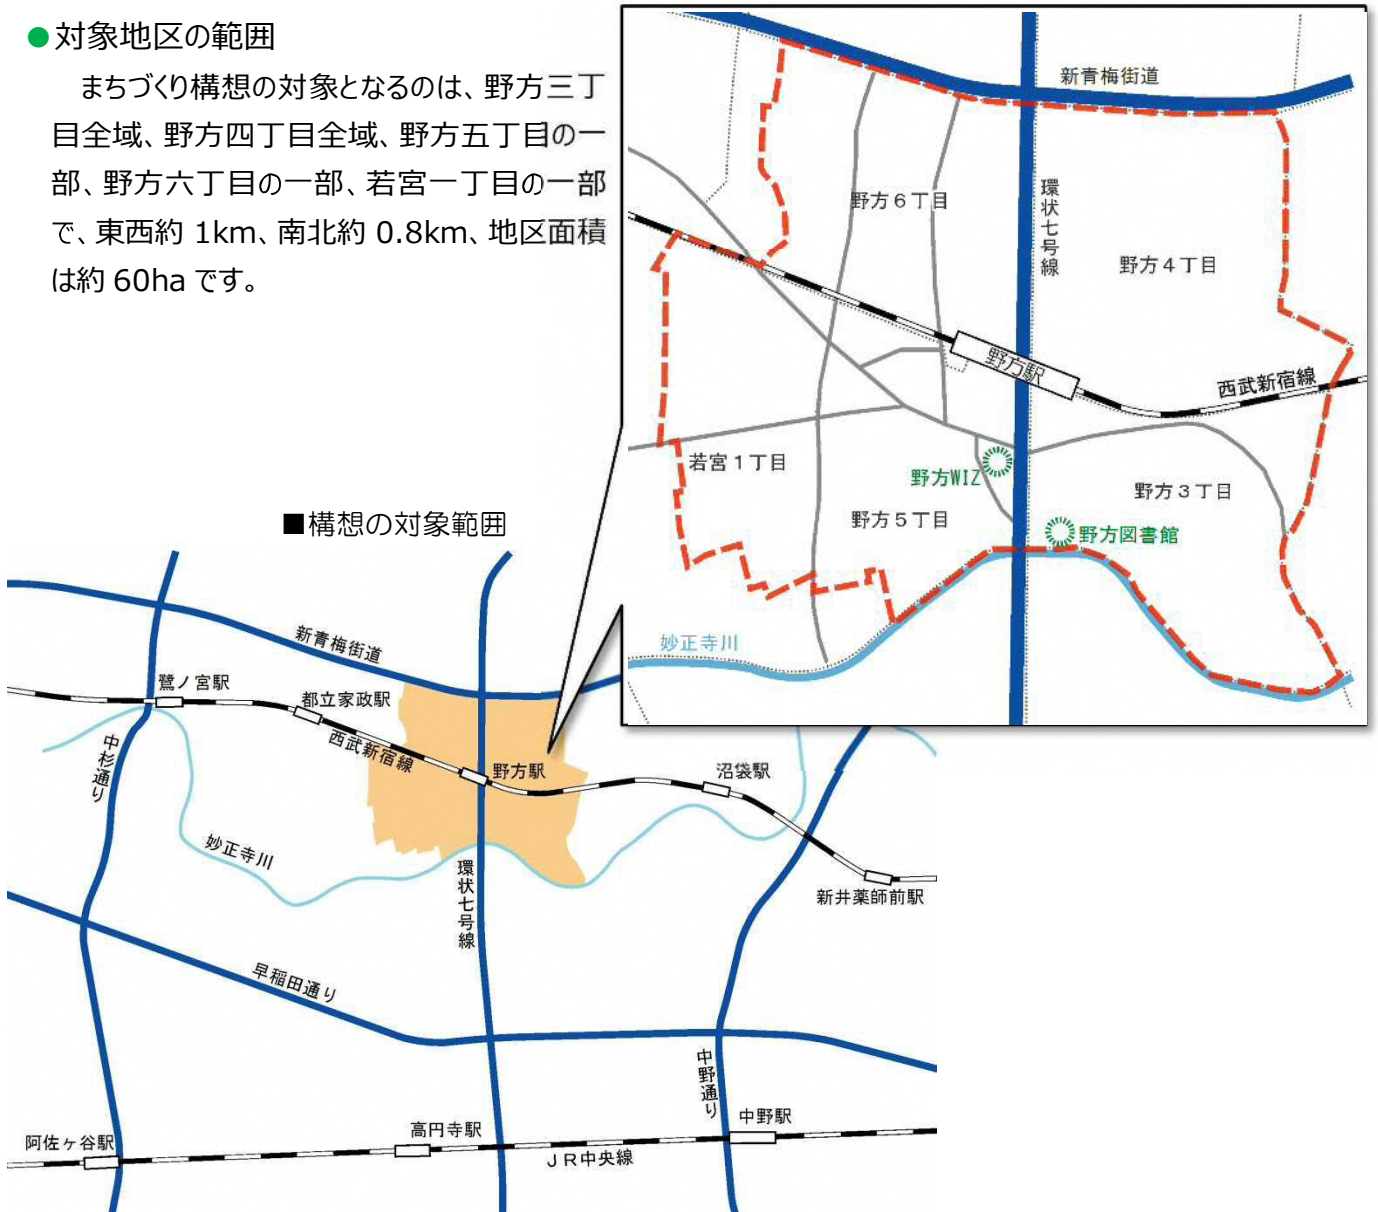 ●対象地区の範囲
まちづくり構想の対象となるのは、野方三丁
目全域、野方四丁目全域、野方五丁目の一
部、野方六丁目の一部、若宮一丁目の一部
で、東西約 1km、南北約 0.8km、地区面積
は約 60ha です。
新青梅街道
環状七号線
野方6丁目
野方4丁目
野方駅
西武新宿線
若宮1丁目
野方WIZ
野方3丁目
野方5丁目
野方図書館
妙正寺川
■構想の対象範囲
新青梅街道
鷺ノ宮駅
都立家政駅
西武新宿線
野方駅
沼袋駅
中杉通り
妙正寺川
環状七号線
新井薬師前駅
早稲田通り
中野通り
中野駅
高円寺駅
阿佐ヶ谷駅
JR中央線